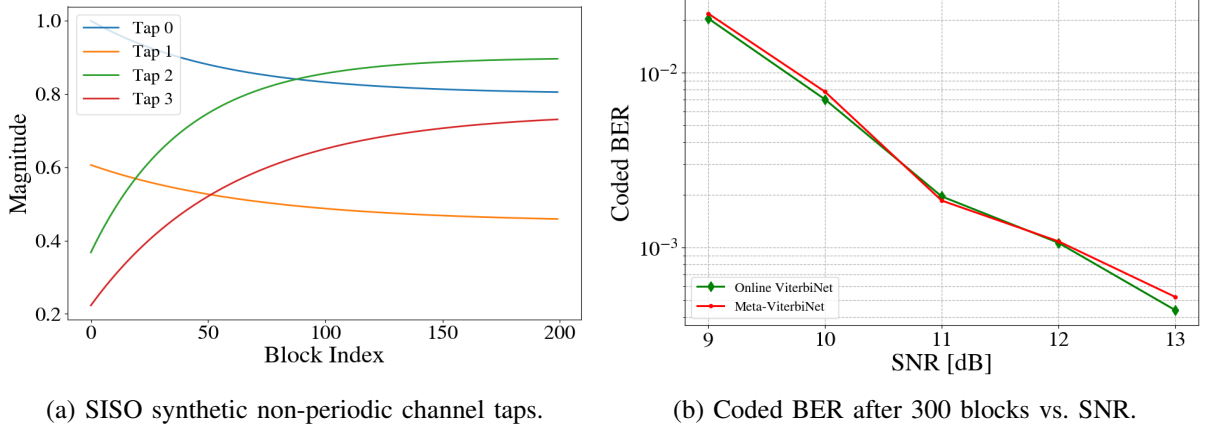 1.0
0.8
0.6
0.4
0.2
Magnitude
Tap 0
Tap 1
Tap 2
Tap 3
0 50 100 150 200
Block Index
(a) SISO synthetic non-periodic channel taps.
10⁻²
10⁻³
Coded BER
Online ViterbiNet
Meta-ViterbiNet
9 10 11 12 13
SNR [dB]
(b) Coded BER after 300 blocks vs. SNR.